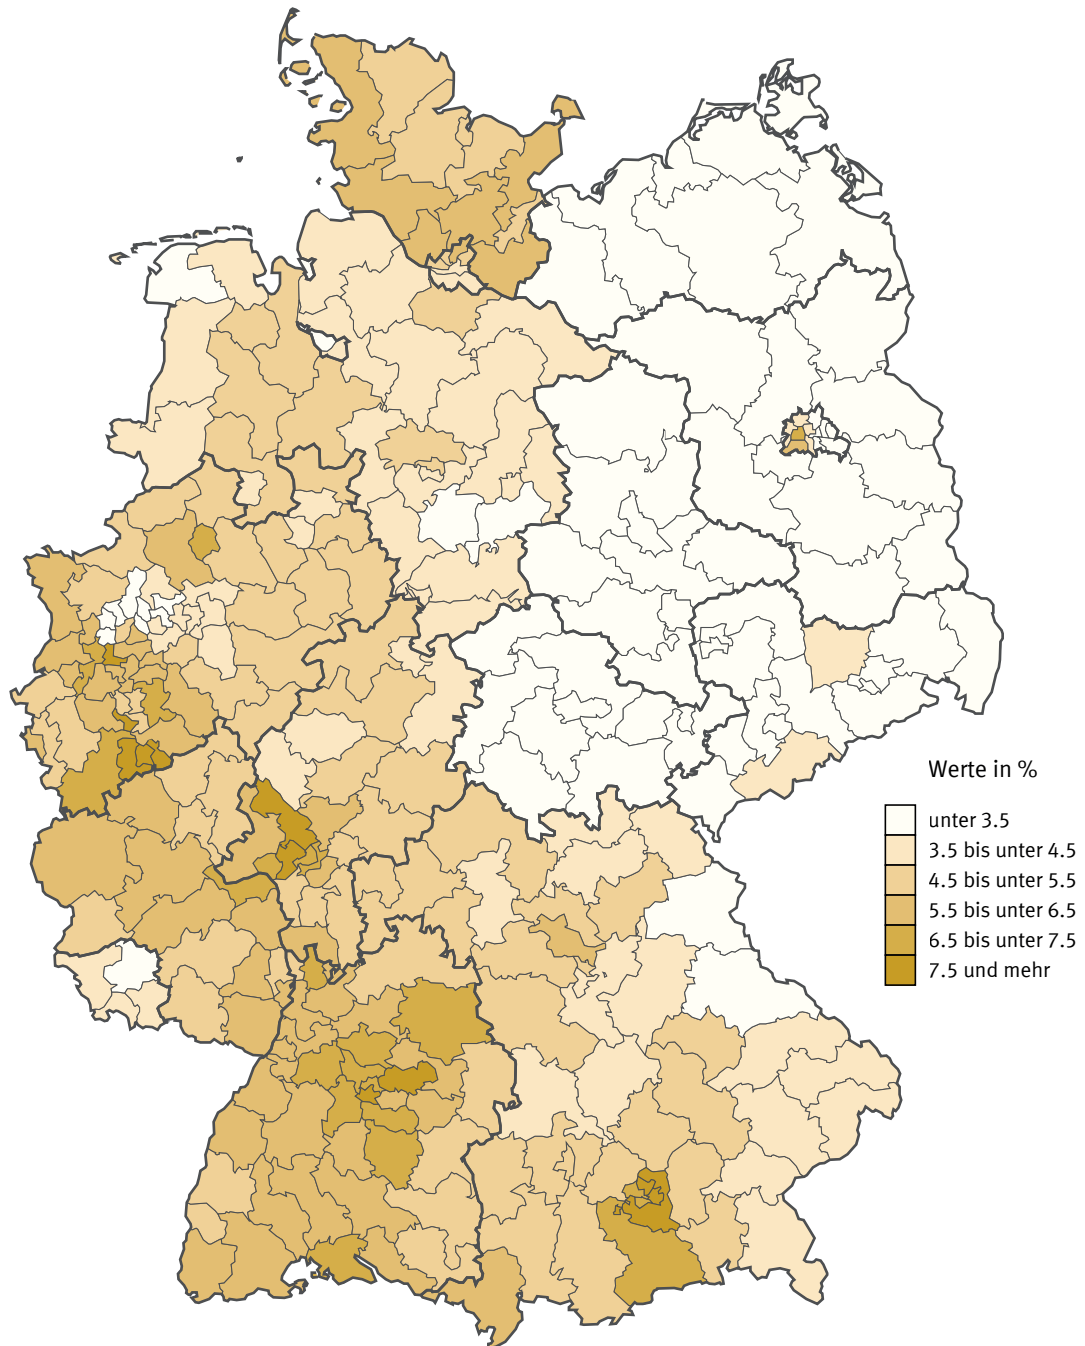 Werte in %
unter 3.5
3.5 bis unter 4.5
4.5 bis unter 5.5
5.5 bis unter 6.5
6.5 bis unter 7.5
7.5 und mehr